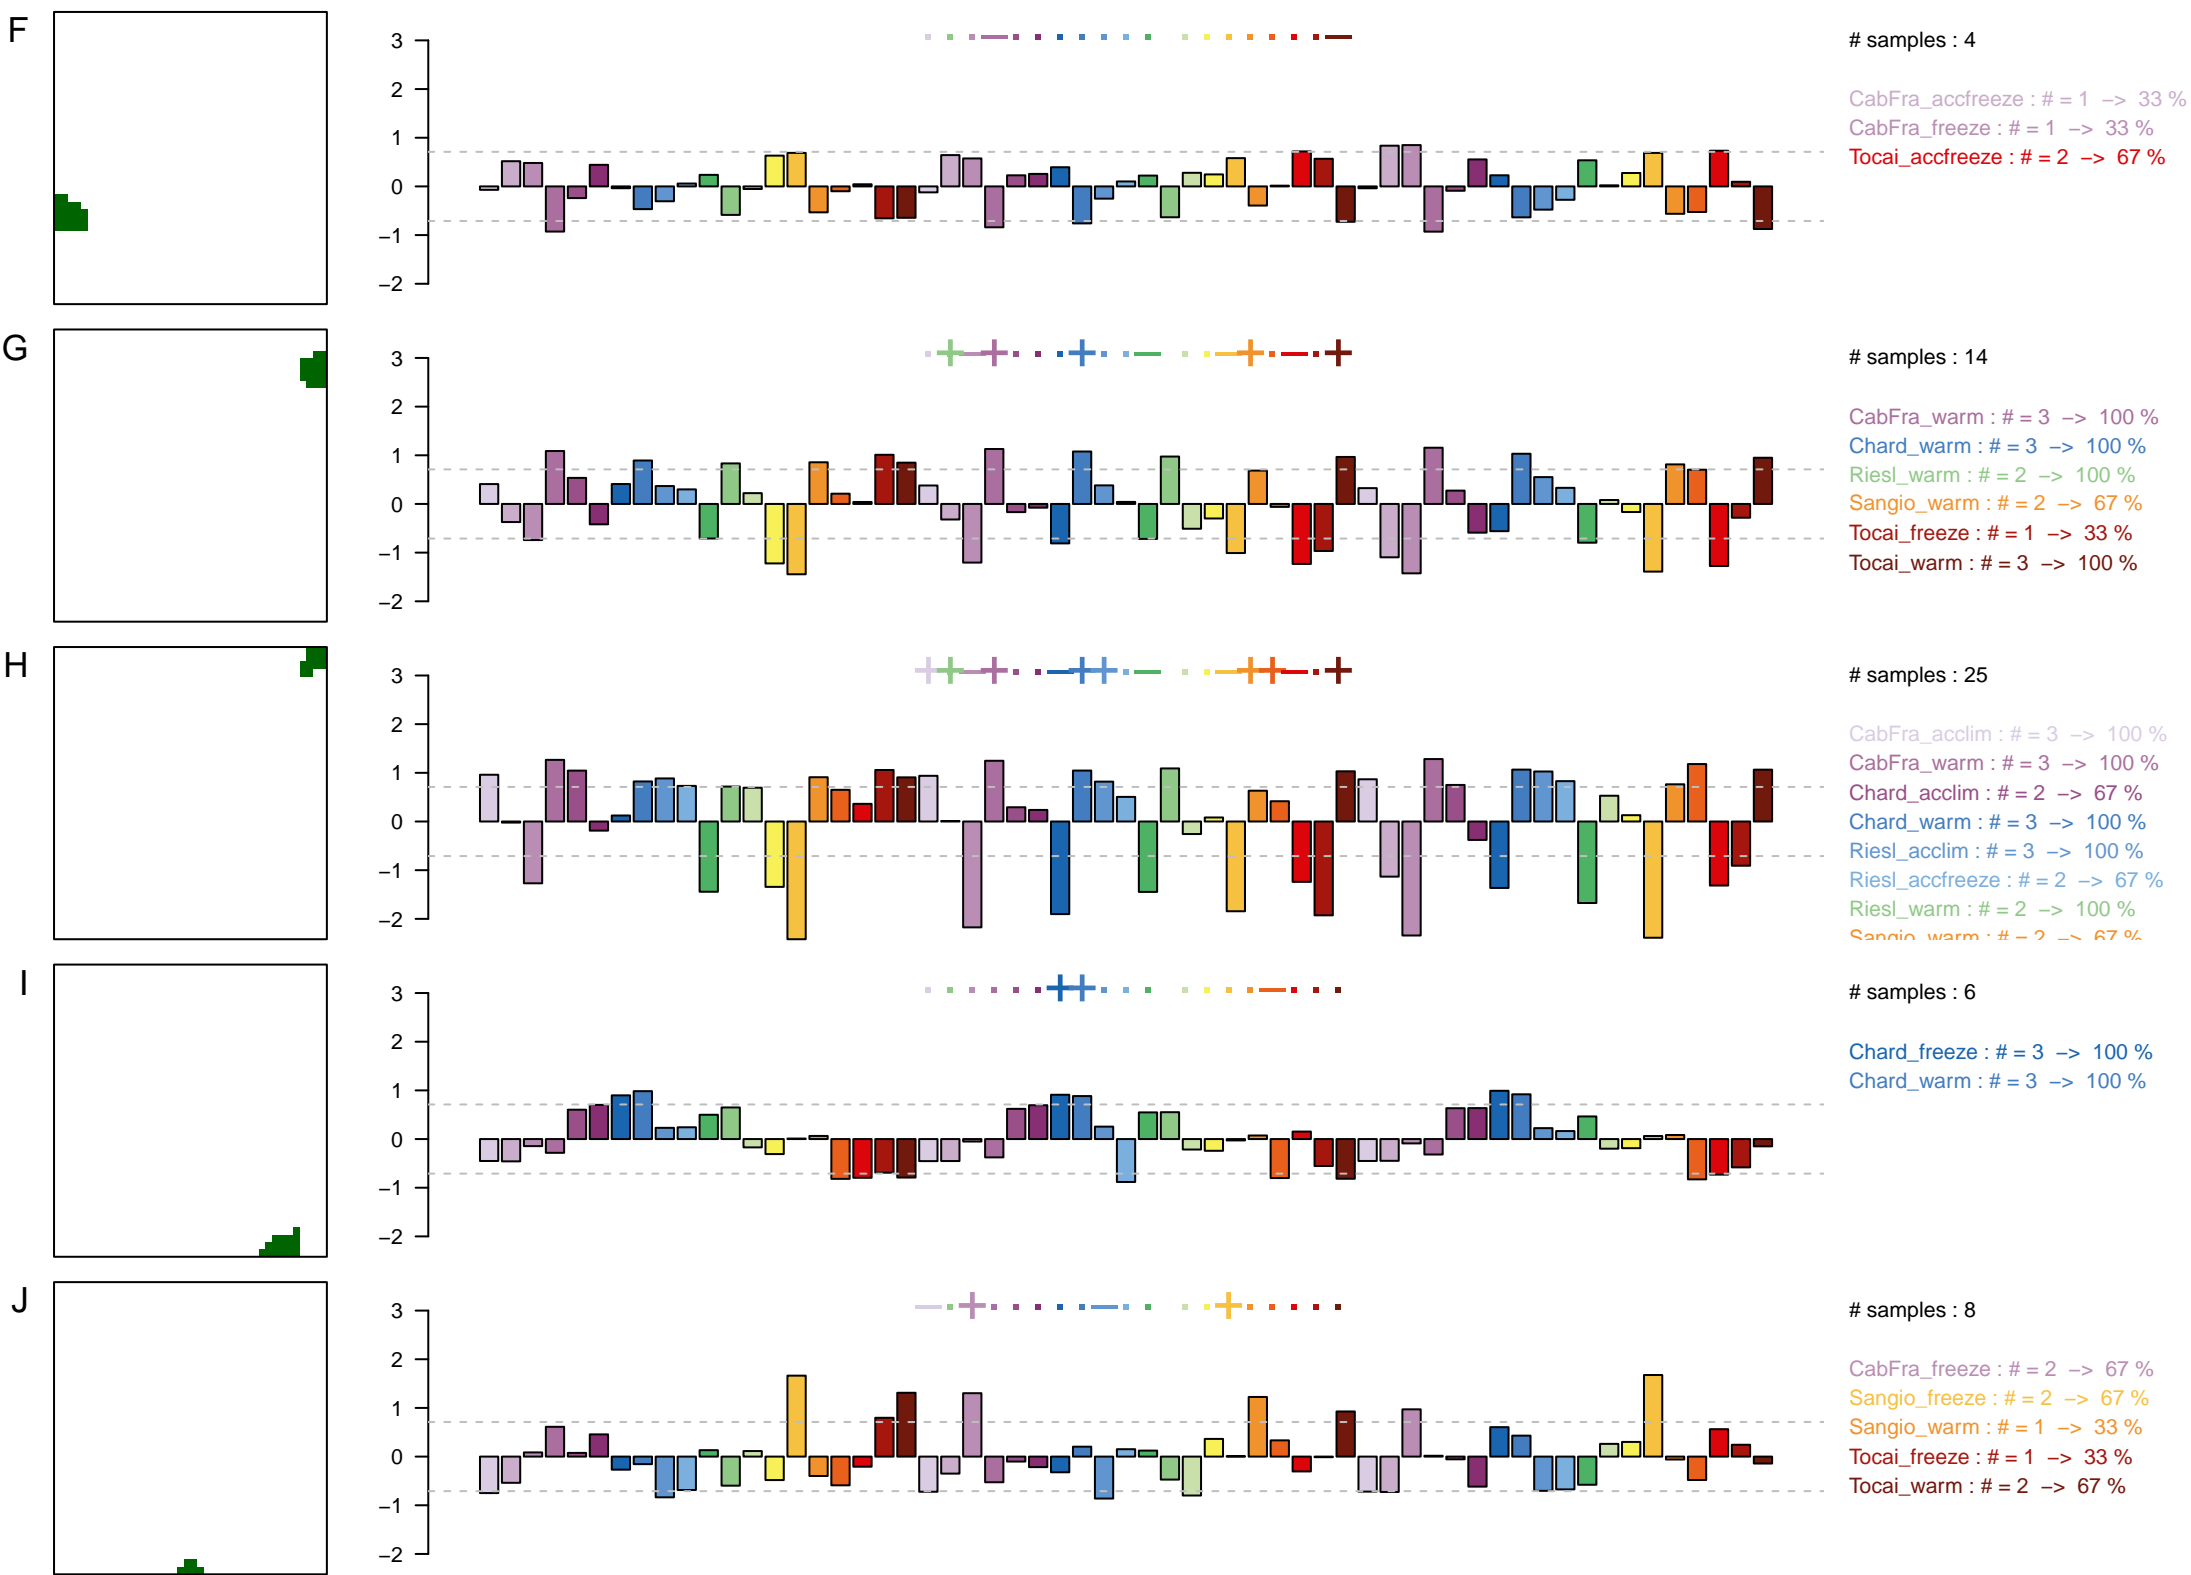 F
3
2
1
0
−1
−2
# samples : 4
CabFra_accfreeze : # = 1 −> 33 %
CabFra_freeze : # = 1 −> 33 %
Tocai_accfreeze : # = 2 −> 67 %
G
3
2
1
0
−1
−2
# samples : 14
CabFra_warm : # = 3 −> 100 %
Chard_warm : # = 3 −> 100 %
Riesl_warm : # = 2 −> 100 %
Sangio_warm : # = 2 −> 67 %
Tocai_freeze : # = 1 −> 33 %
Tocai_warm : # = 3 −> 100 %
H
3
2
1
0
−1
−2
# samples : 25
CabFra_acclim : # = 3 −> 100 %
CabFra_warm : # = 3 −> 100 %
Chard_acclim : # = 2 −> 67 %
Chard_warm : # = 3 −> 100 %
Riesl_acclim : # = 3 −> 100 %
Riesl_accfreeze : # = 2 −> 67 %
Riesl_warm : # = 2 −> 100 %
Sangio_warm : # = 2 −> 67 %
I
3
2
1
0
−1
−2
# samples : 6
Chard_freeze : # = 3 −> 100 %
Chard_warm : # = 3 −> 100 %
J
3
2
1
0
−1
−2
# samples : 8
CabFra_freeze : # = 2 −> 67 %
Sangio_freeze : # = 2 −> 67 %
Sangio_warm : # = 1 −> 33 %
Tocai_freeze : # = 1 −> 33 %
Tocai_warm : # = 2 −> 67 %